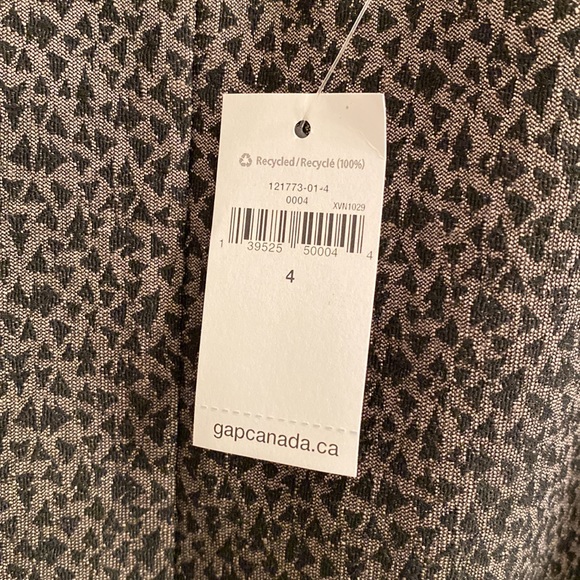 Recycled/Recyclé (100%)
121773-01-4
0004 XVN1029
1 39525 50004 4
4
gapcanada.ca